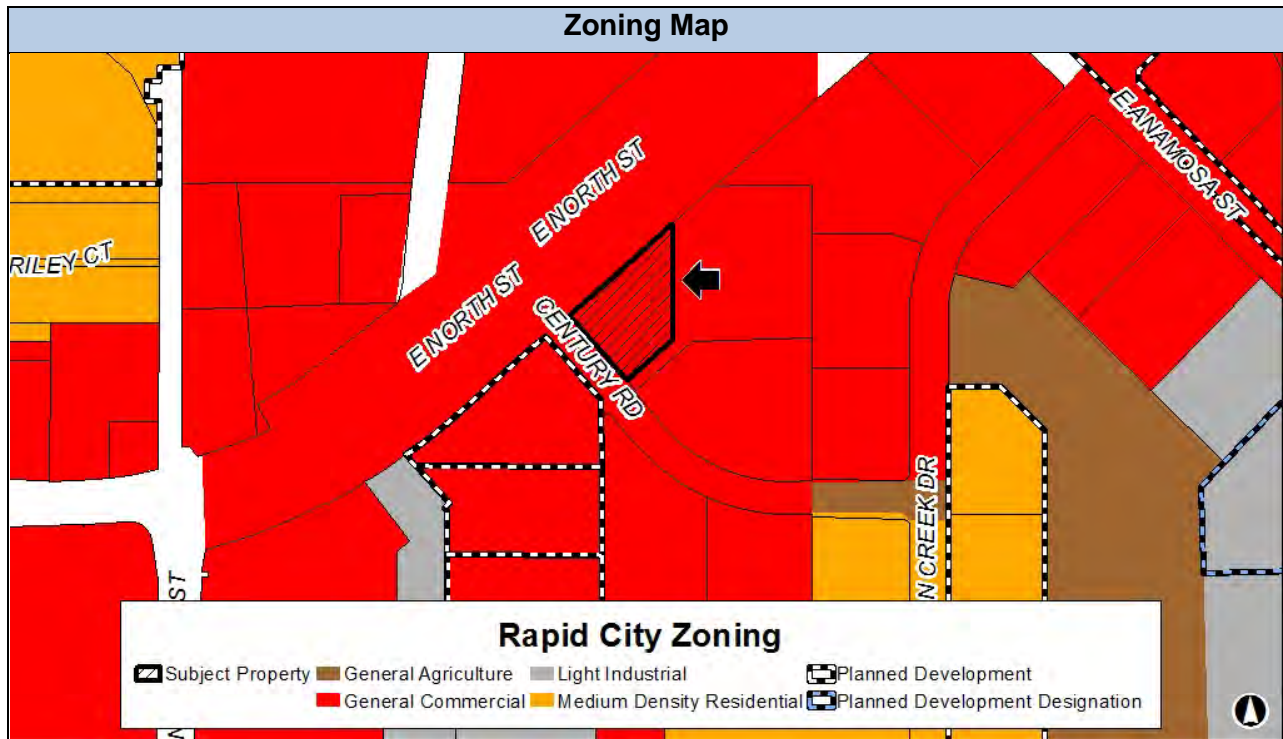 Zoning Map
E ANAMOSA ST
E NORTH ST
RILEY CT
E NORTH ST
CENTURY RD
N CREEK DR
N
ST
Rapid City Zoning
Subject Property General Agriculture Light Industrial Planned Development
General Commercial Medium Density Residential Planned Development Designation